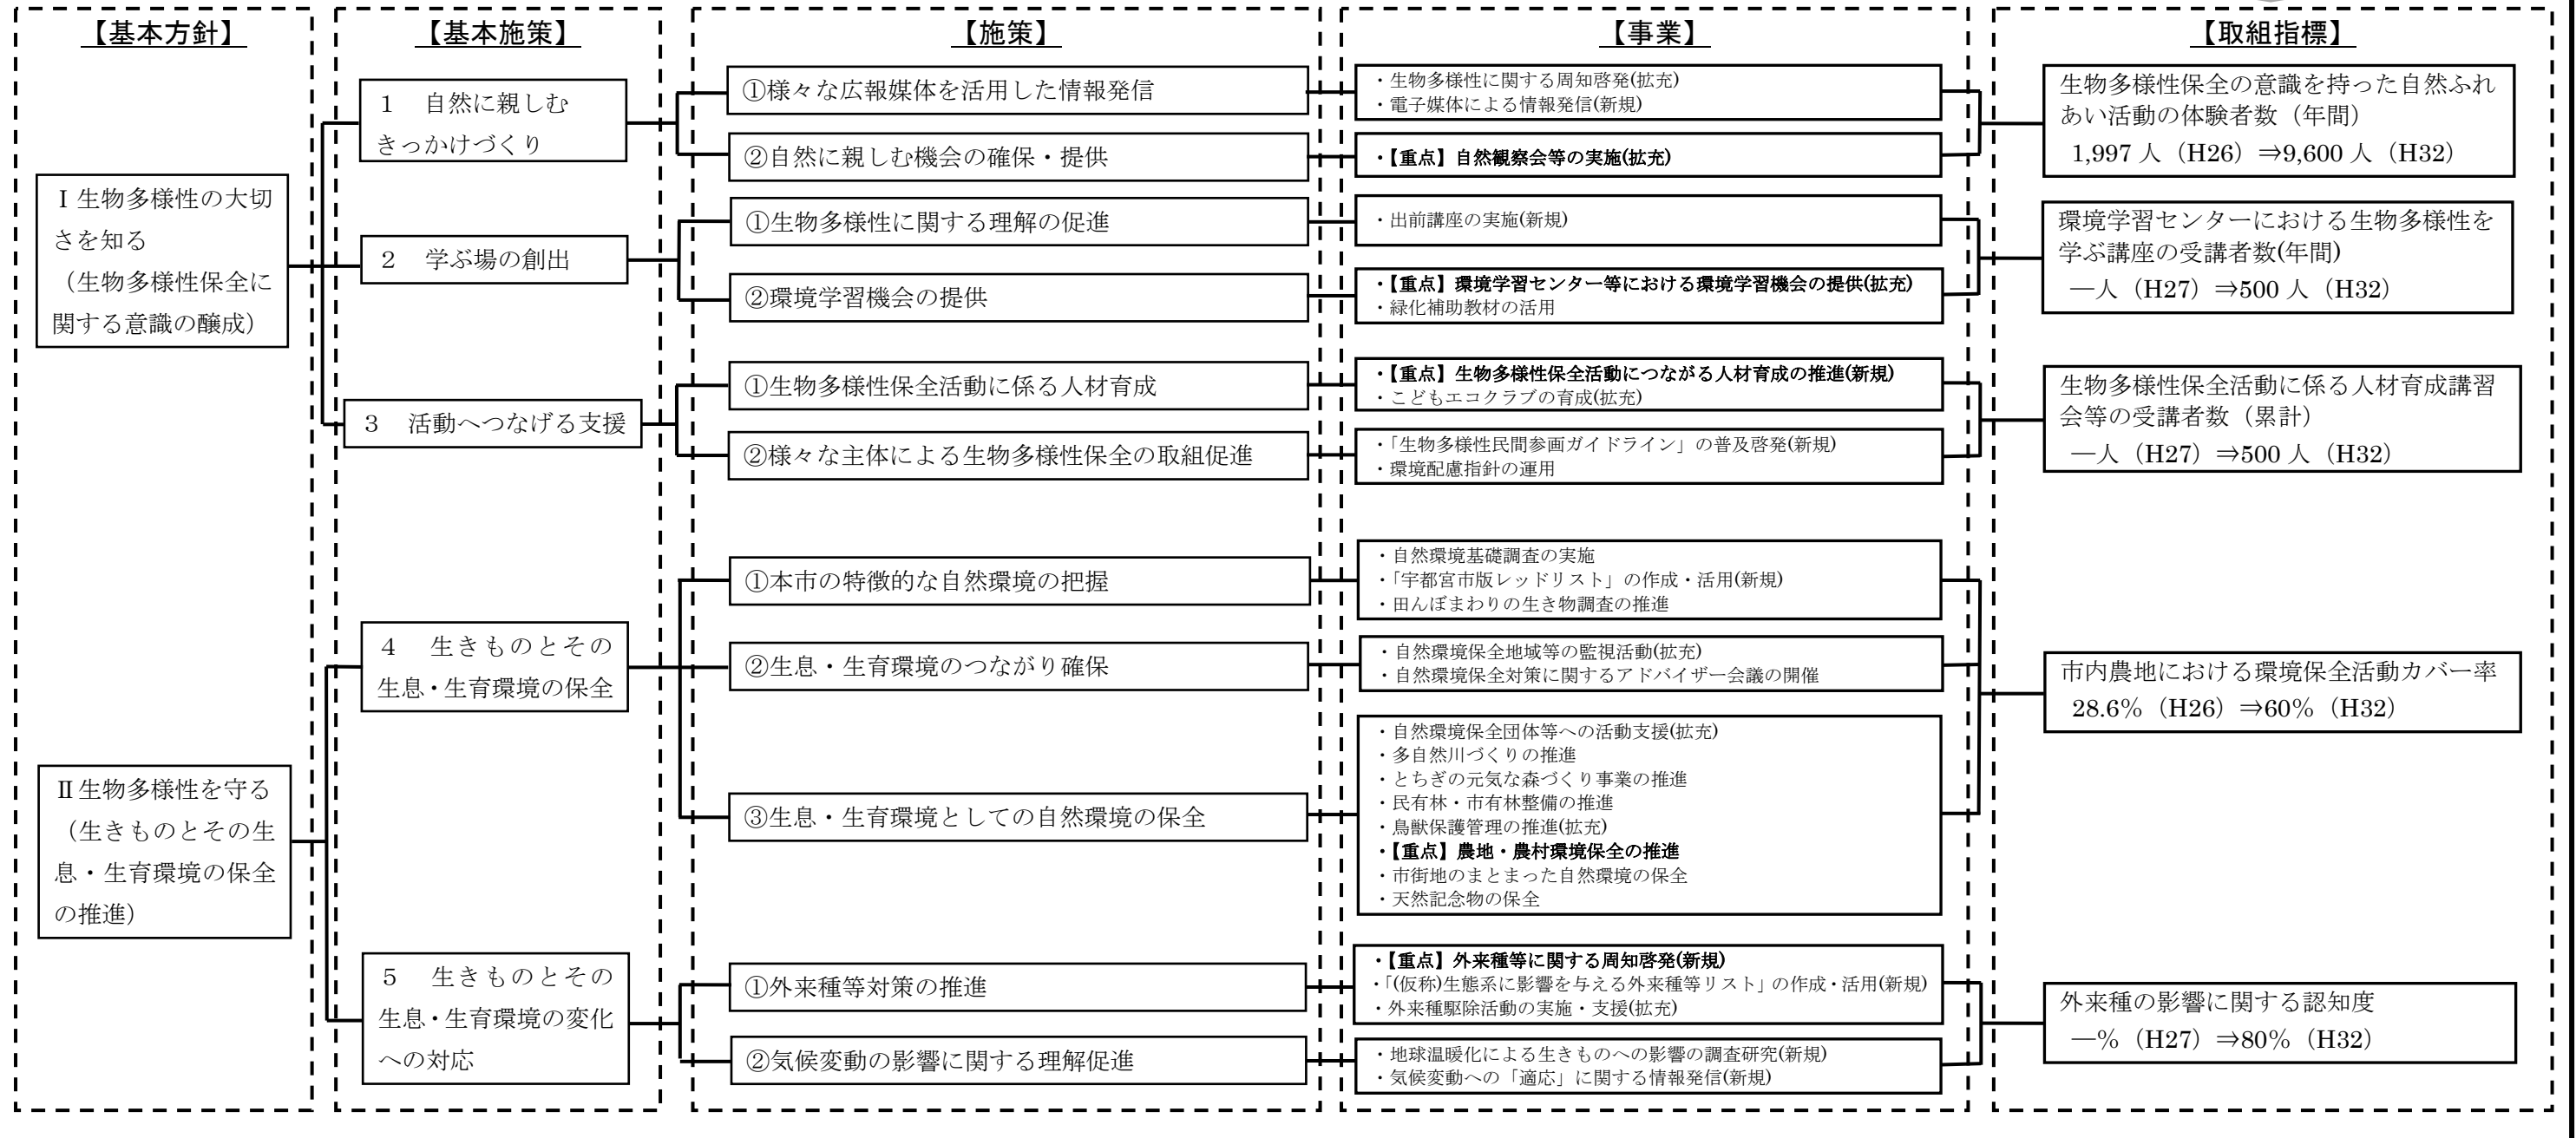 【基本方針】
【基本施策】
【施策】
【事業】
【取組指標】
Ⅰ生物多様性の大切
さを知る
（生物多様性保全に
関する意識の醸成）
１　自然に親しむ
きっかけづくり
①様々な広報媒体を活用した情報発信
・生物多様性に関する周知啓発(拡充)
・電子媒体による情報発信(新規)
②自然に親しむ機会の確保・提供
・【重点】自然観察会等の実施(拡充)
生物多様性保全の意識を持った自然ふれ
あい活動の体験者数（年間）
1,997 人（H26）⇒9,600 人（H32）
２　学ぶ場の創出
①生物多様性に関する理解の促進
・出前講座の実施(新規)
②環境学習機会の提供
・【重点】環境学習センター等における環境学習機会の提供(拡充)
・緑化補助教材の活用
環境学習センターにおける生物多様性を
学ぶ講座の受講者数(年間)
―人（H27）⇒500 人（H32）
３　活動へつなげる支援
①生物多様性保全活動に係る人材育成
・【重点】生物多様性保全活動につながる人材育成の推進(新規)
・こどもエコクラブの育成(拡充)
②様々な主体による生物多様性保全の取組促進
・「生物多様性民間参画ガイドライン」の普及啓発(新規)
・環境配慮指針の運用
生物多様性保全活動に係る人材育成講習
会等の受講者数（累計）
―人（H27）⇒500 人（H32）
Ⅱ生物多様性を守る
（生きものとその生
息・生育環境の保全
の推進）
４　生きものとその
生息・生育環境の保全
①本市の特徴的な自然環境の把握
・自然環境基礎調査の実施
・「宇都宮市版レッドリスト」の作成・活用(新規)
・田んぼまわりの生き物調査の推進
②生息・生育環境のつながり確保
・自然環境保全地域等の監視活動(拡充)
・自然環境保全対策に関するアドバイザー会議の開催
③生息・生育環境としての自然環境の保全
・自然環境保全団体等への活動支援(拡充)
・多自然川づくりの推進
・とちぎの元気な森づくり事業の推進
・民有林・市有林整備の推進
・鳥獣保護管理の推進(拡充)
・【重点】農地・農村環境保全の推進
・市街地のまとまった自然環境の保全
・天然記念物の保全
市内農地における環境保全活動カバー率
28.6％（H26）⇒60％（H32）
５　生きものとその
生息・生育環境の変化
への対応
①外来種等対策の推進
・【重点】外来種等に関する周知啓発(新規)
・「(仮称)生態系に影響を与える外来種等リスト」の作成・活用(新規)
・外来種駆除活動の実施・支援(拡充)
②気候変動の影響に関する理解促進
・地球温暖化による生きものへの影響の調査研究(新規)
・気候変動への「適応」に関する情報発信(新規)
外来種の影響に関する認知度
―％（H27）⇒80％（H32）